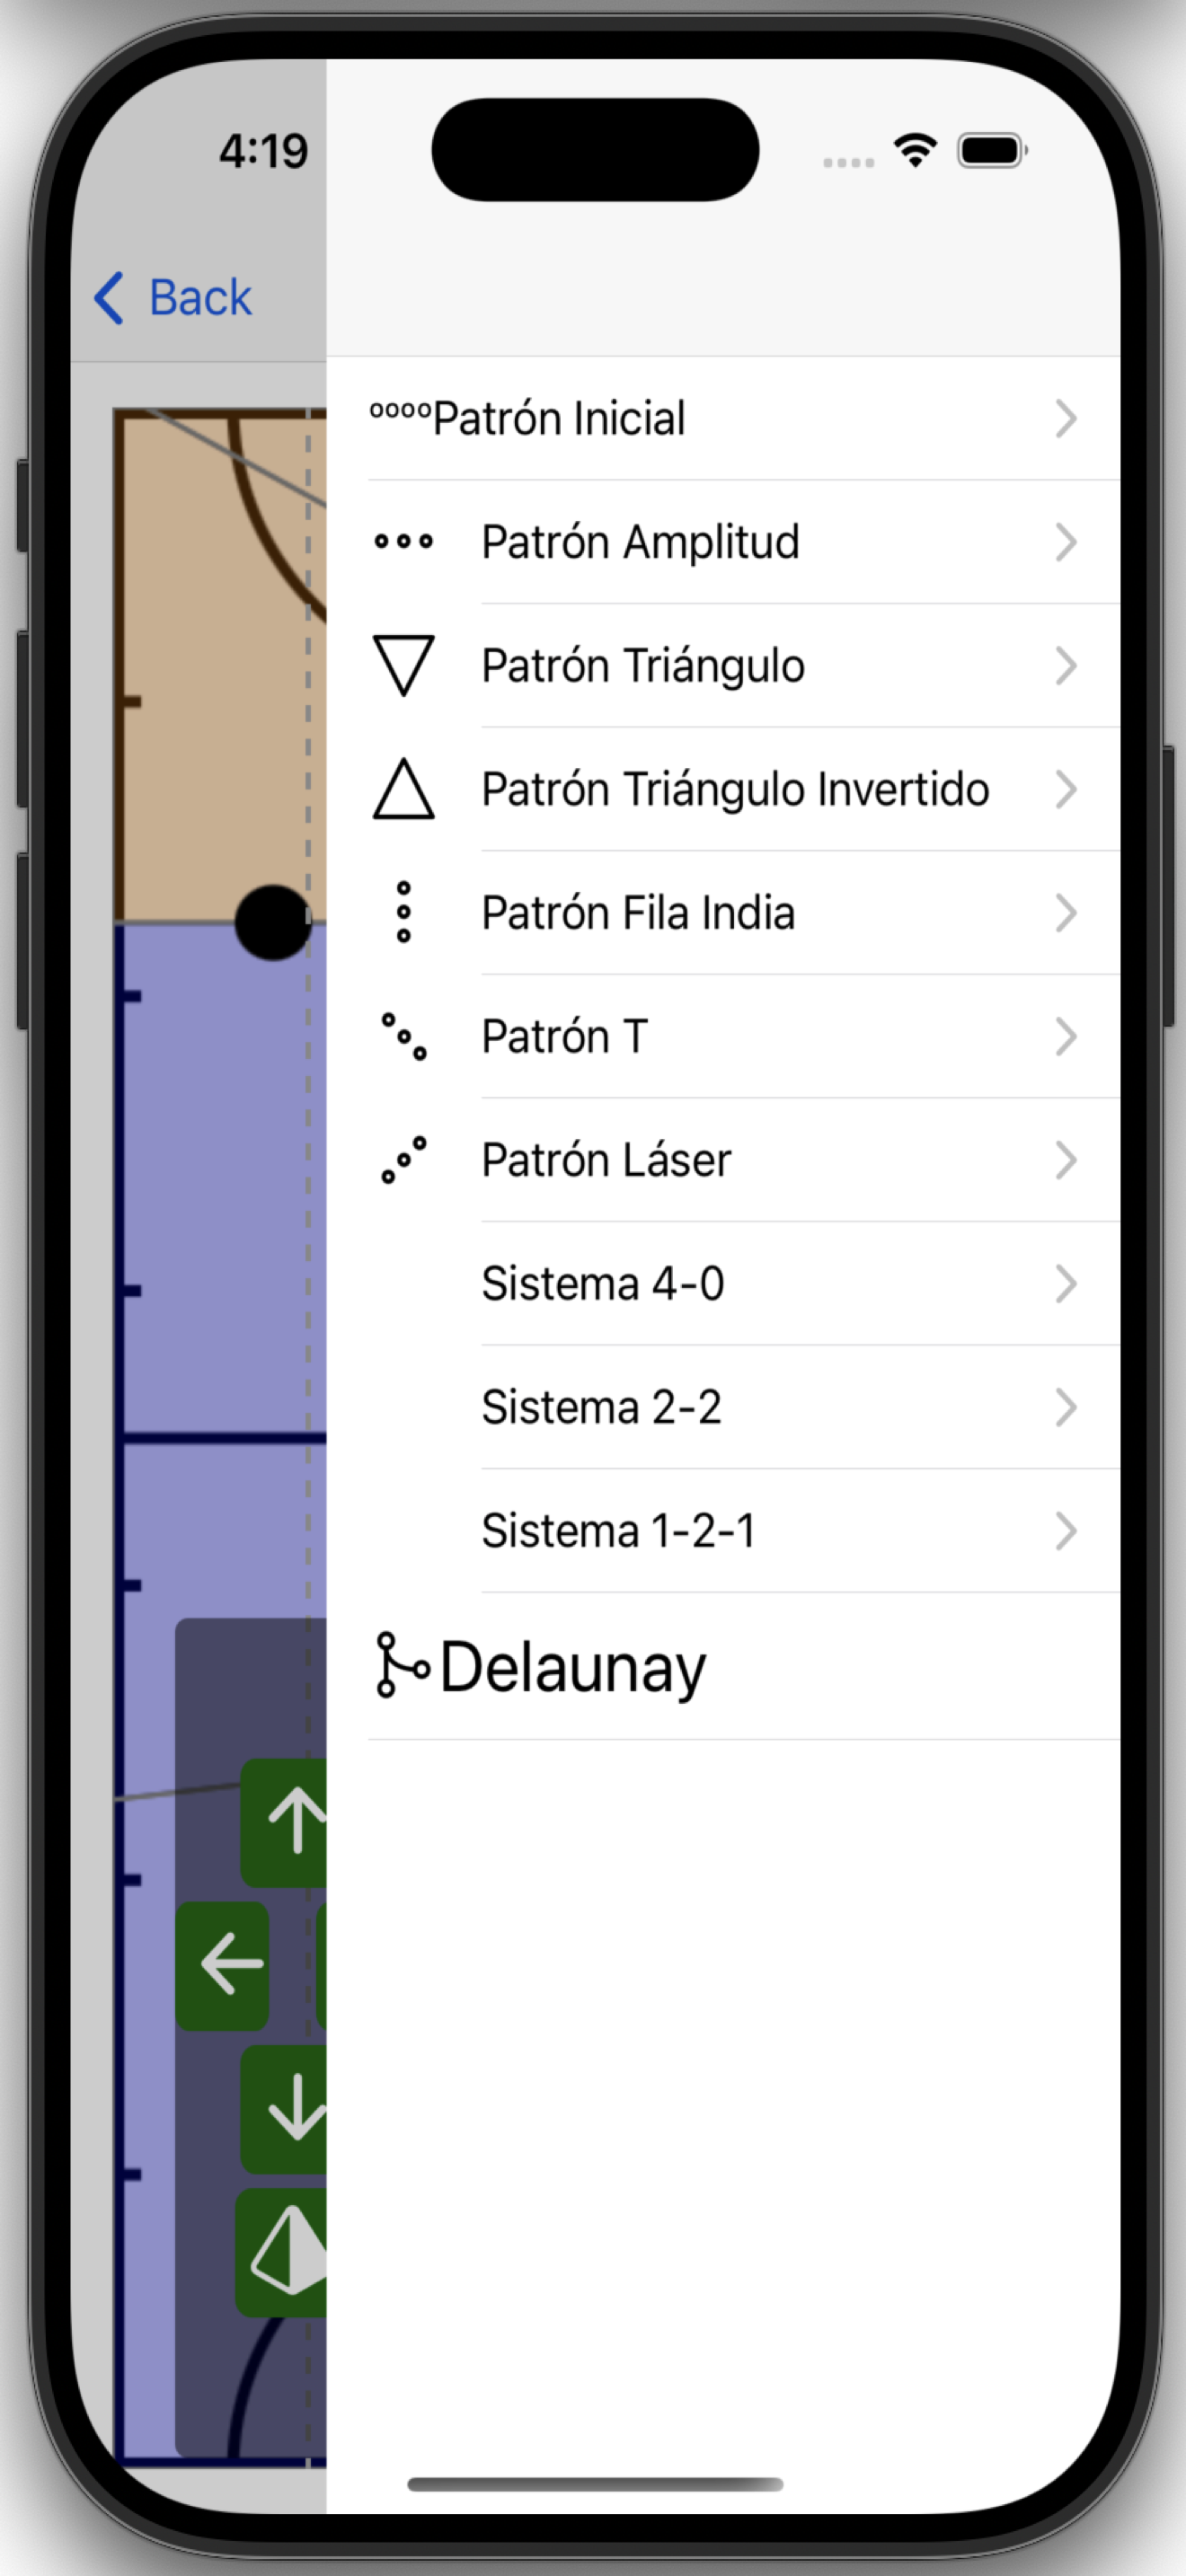 4:19
Back
Patrón Inicial
Patrón Amplitud
Patrón Triángulo
Patrón Triángulo Invertido
Patrón Fila India
Patrón T
Patrón Láser
Sistema 4-0
Sistema 2-2
Sistema 1-2-1
Delaunay